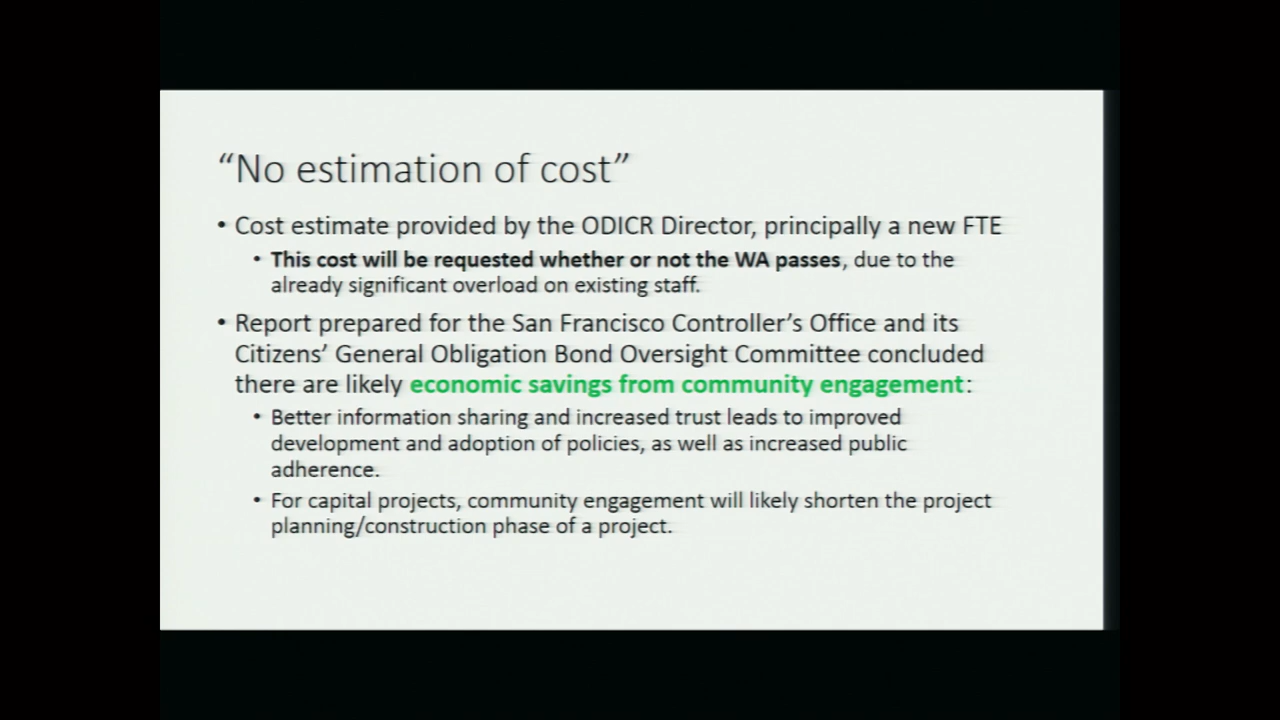 “No estimation of cost”
• Cost estimate provided by the ODICR Director, principally a new FTE
• This cost will be requested whether or not the WA passes, due to the
already significant overload on existing staff.
• Report prepared for the San Francisco Controller’s Office and its
Citizens’ General Obligation Bond Oversight Committee concluded
there are likely economic savings from community engagement:
• Better information sharing and increased trust leads to improved
development and adoption of policies, as well as increased public
adherence.
• For capital projects, community engagement will likely shorten the project
planning/construction phase of a project.